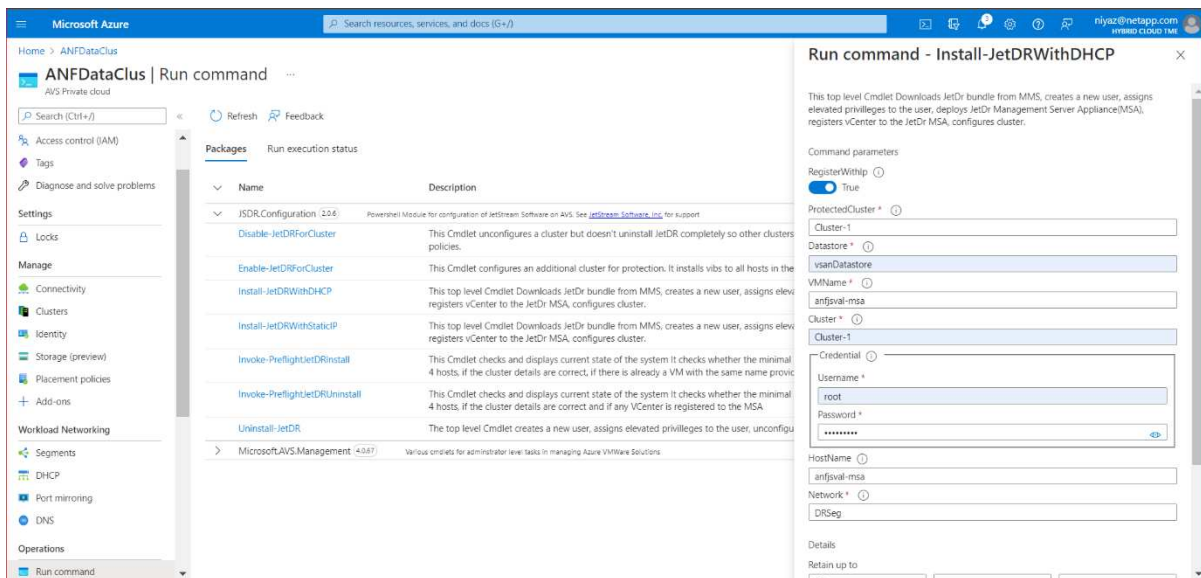 Microsoft Azure
Search resources, services, and docs (G+/)
2
niyaz@netapp.com
HYBRID CLOUD TME
Home > ANFDataClus
ANFDataClus | Run command ...
AVS Private cloud
Search (Ctrl+/)
«
Access control (IAM)
Tags
Diagnose and solve problems
Settings
Locks
Manage
Connectivity
Clusters
Identity
Storage (preview)
Placement policies
Add-ons
Workload Networking
Segments
DHCP
Port mirroring
DNS
Operations
Run command
Refresh Feedback
Packages Run execution status
Name Description
JSDR.Configuration 2.0.6 Powershell Module for configuration of JetStream Software on AVS. See JetStream Software, Inc. for support
Disable-JetDRForCluster This Cmdlet unconfigures a cluster but doesn't uninstall JetDR completely so other clusters
policies.
Enable-JetDRForCluster This Cmdlet configures an additional cluster for protection. It installs vibs to all hosts in the
Install-JetDRWithDHCP This top level Cmdlet Downloads JetDr bundle from MMS, creates a new user, assigns elev
registers vCenter to the JetDr MSA, configures cluster.
Install-JetDRWithStaticIP This top level Cmdlet Downloads JetDr bundle from MMS, creates a new user, assigns elev
registers vCenter to the JetDr MSA, configures cluster.
Invoke-PreflightJetDRInstall This Cmdlet checks and displays current state of the system It checks whether the minimal
4 hosts, if the cluster details are correct, if there is already a VM with the same name provid
Invoke-PreflightJetDRUninstall This Cmdlet checks and displays current state of the system It checks whether the minimal
4 hosts, if the cluster details are correct and if any VCenter is registered to the MSA
Uninstall-JetDR The top level Cmdlet creates a new user, assigns elevated privilleges to the user, unconfigu
Microsoft.AVS.Management 4.0.67 Various cmdlets for adminstrator level tasks in managing Azure VMWare Solutions
Run command - Install-JetDRWithDHCP
This top level Cmdlet Downloads JetDr bundle from MMS, creates a new user, assigns
elevated privilleges to the user, deploys JetDr Management Server Appliance(MSA),
registers vCenter to the JetDr MSA, configures cluster.
Command parameters
RegisterWithIp
True
ProtectedCluster *
Cluster-1
Datastore *
vsanDatastore
VMName *
anfjsval-msa
Cluster *
Cluster-1
Credential
Username *
root
Password *
•••••••••
HostName
anfjsval-msa
Network *
DRSeg
Details
Retain up to